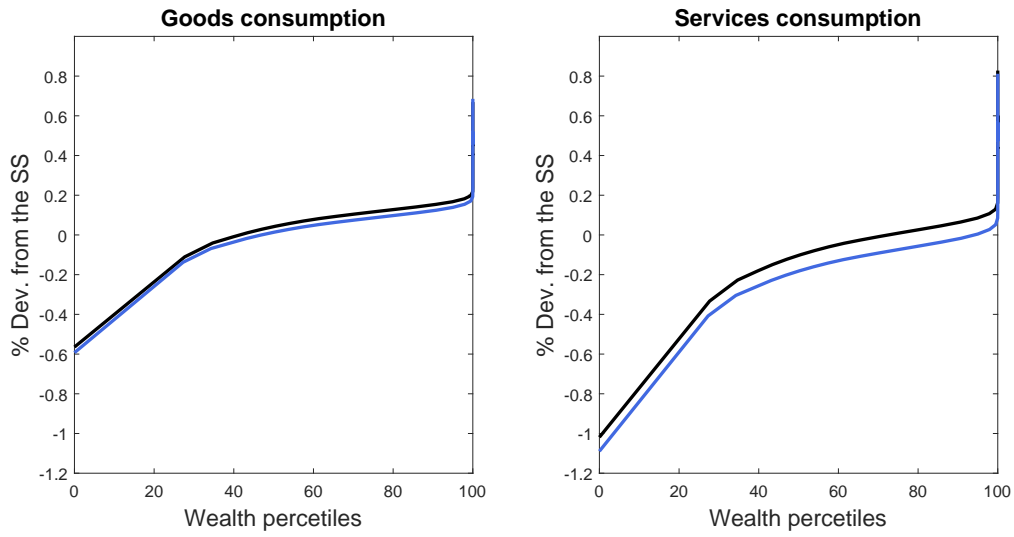 Goods consumption
% Dev. from the SS
0.8
0.6
0.4
0.2
0
-0.2
-0.4
-0.6
-0.8
-1
-1.2
0 20 40 60 80 100
Wealth percetiles
Services consumption
% Dev. from the SS
0.8
0.6
0.4
0.2
0
-0.2
-0.4
-0.6
-0.8
-1
-1.2
0 20 40 60 80 100
Wealth percetiles